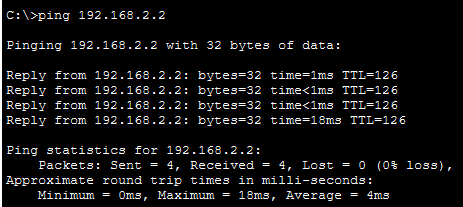 C:\>ping 192.168.2.2
Pinging 192.168.2.2 with 32 bytes of data:
Reply from 192.168.2.2: bytes=32 time=1ms TTL=126
Reply from 192.168.2.2: bytes=32 time<1ms TTL=126
Reply from 192.168.2.2: bytes=32 time<1ms TTL=126
Reply from 192.168.2.2: bytes=32 time=18ms TTL=126
Ping statistics for 192.168.2.2:
    Packets: Sent = 4, Received = 4, Lost = 0 (0% loss),
Approximate round trip times in milli-seconds:
    Minimum = 0ms, Maximum = 18ms, Average = 4ms